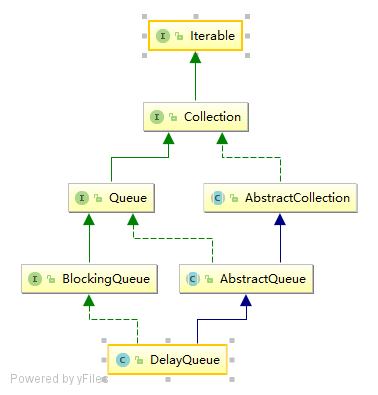 I Iterable
I Collection
I Queue
C AbstractCollection
I BlockingQueue
C AbstractQueue
C DelayQueue
Powered by yFiles